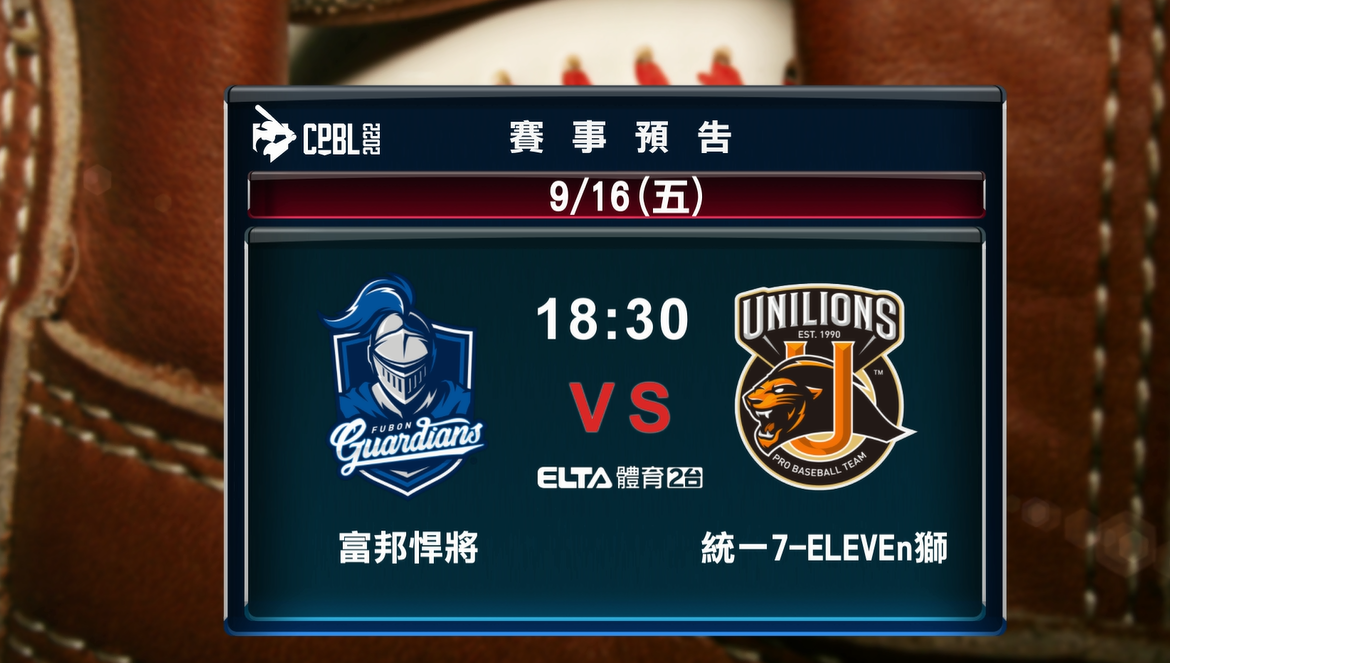 CPBL 2022
賽事預告
9/16(五)
UNILIONS
EST. 1990
TM
18:30
VS
FUBON
Guardians
PRO BASEBALL TEAM
ELTA體育2台
富邦悍將
統一7-ELEVEn獅